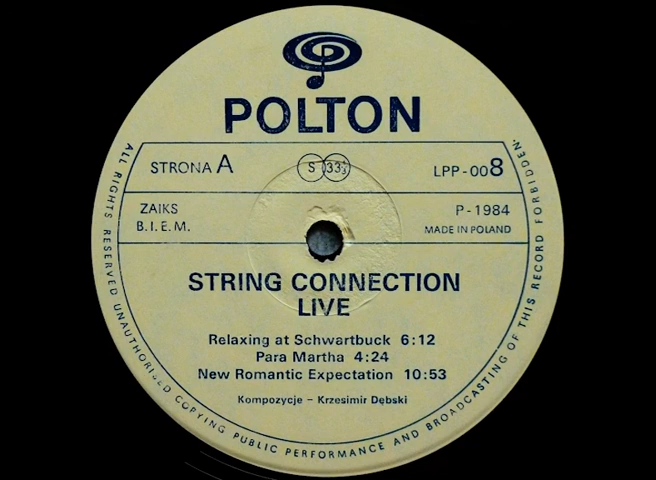 POLTON
STRONA A
S 33⅓
LPP-008
ZAIKS
B.I.E.M.
P-1984
MADE IN POLAND
STRING CONNECTION
LIVE
Relaxing at Schwartbuck 6:12
Para Martha 4:24
New Romantic Expectation 10:53
Kompozycje – Krzesimir Dębski
ALL RIGHTS RESERVED UNAUTHORISED COPYING PUBLIC PERFORMANCE AND BROADCASTING OF THIS RECORD FORBIDDEN.